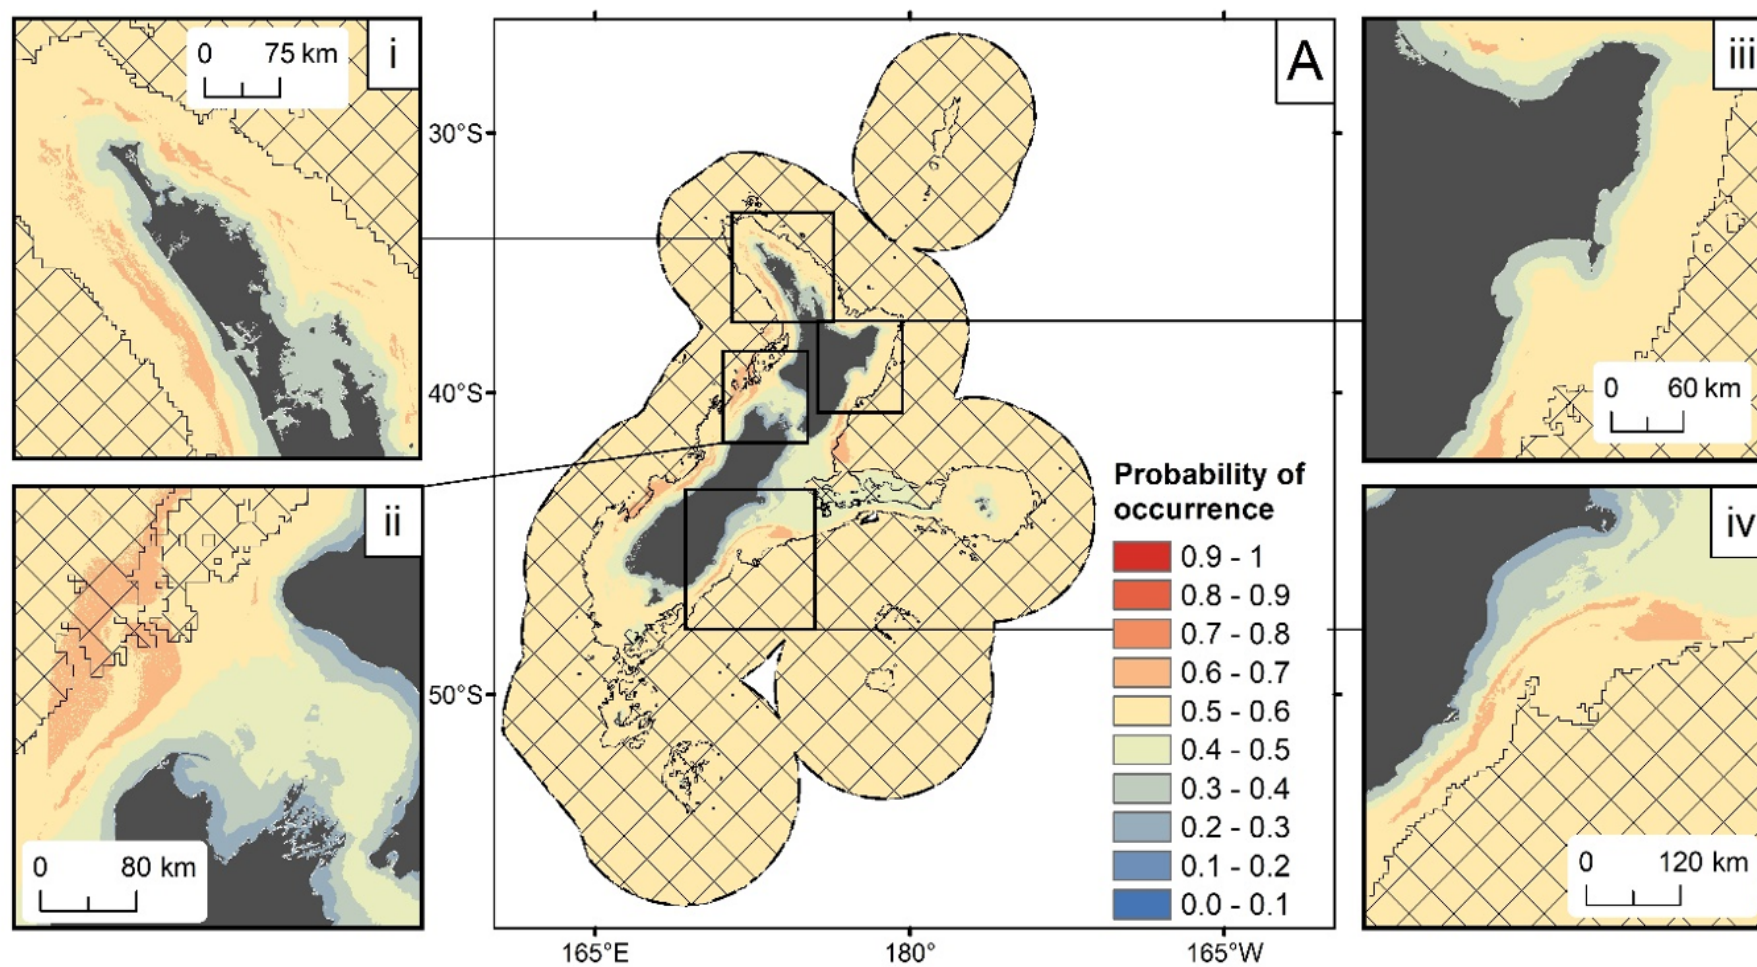 i
0 75 km
A
iii
0 60 km
30°S
40°S
50°S
ii
0 80 km
Probability of
occurrence
0.9 - 1
0.8 - 0.9
0.7 - 0.8
0.6 - 0.7
0.5 - 0.6
0.4 - 0.5
0.3 - 0.4
0.2 - 0.3
0.1 - 0.2
0.0 - 0.1
iv
0 120 km
165°E
180°
165°W